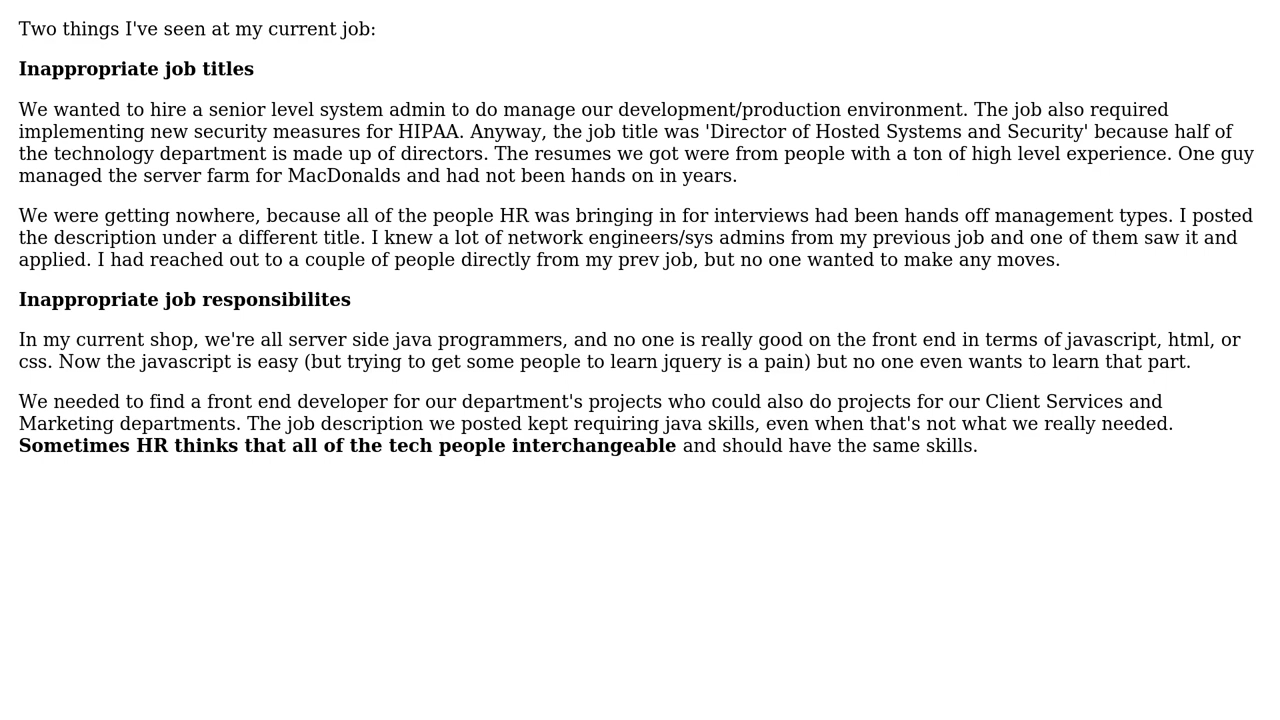 Two things I've seen at my current job:
Inappropriate job titles
We wanted to hire a senior level system admin to do manage our development/production environment. The job also required
implementing new security measures for HIPAA. Anyway, the job title was 'Director of Hosted Systems and Security' because half of
the technology department is made up of directors. The resumes we got were from people with a ton of high level experience. One guy
managed the server farm for MacDonalds and had not been hands on in years.
We were getting nowhere, because all of the people HR was bringing in for interviews had been hands off management types. I posted
the description under a different title. I knew a lot of network engineers/sys admins from my previous job and one of them saw it and
applied. I had reached out to a couple of people directly from my prev job, but no one wanted to make any moves.
Inappropriate job responsibilites
In my current shop, we're all server side java programmers, and no one is really good on the front end in terms of javascript, html, or
css. Now the javascript is easy (but trying to get some people to learn jquery is a pain) but no one even wants to learn that part.
We needed to find a front end developer for our department's projects who could also do projects for our Client Services and
Marketing departments. The job description we posted kept requiring java skills, even when that's not what we really needed.
Sometimes HR thinks that all of the tech people interchangeable and should have the same skills.